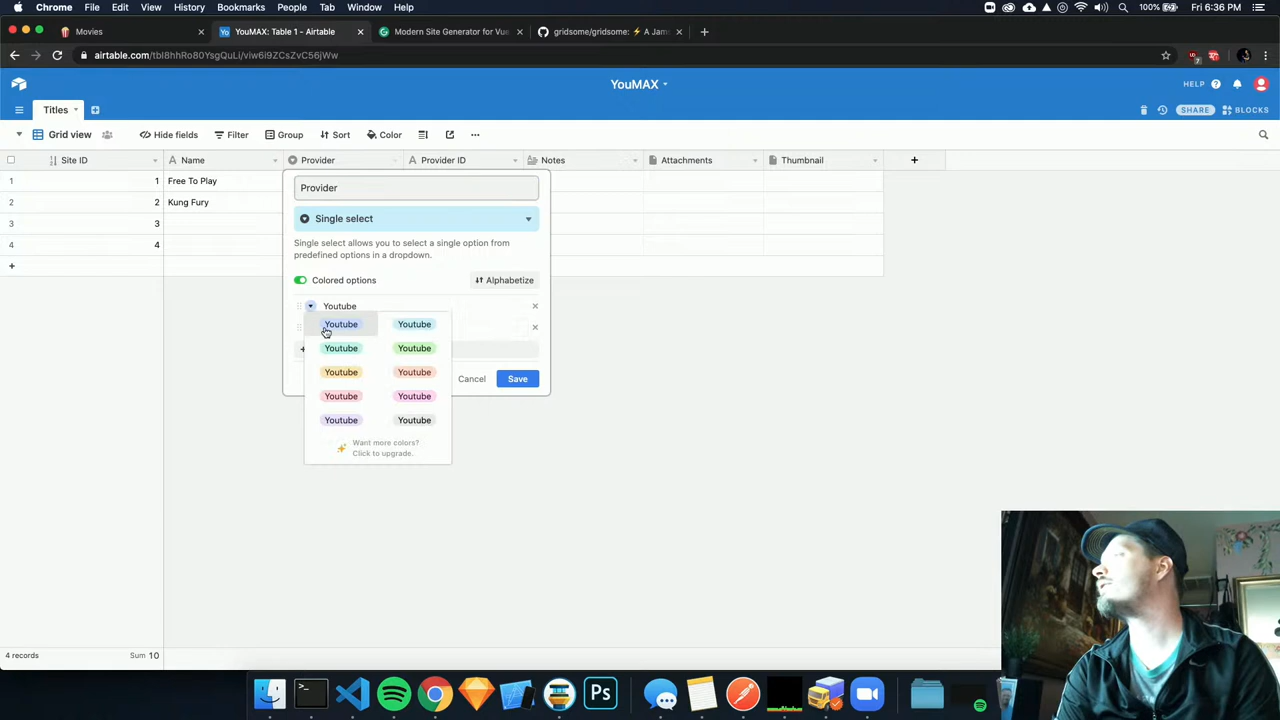 Chrome File Edit View History Bookmarks People Tab Window Help 100% Fri 6:36 PM
Movies YouMAX: Table 1 - Airtable Modern Site Generator for Vue gridsome/gridsome: ⚡ A Jam
airtable.com/tbl8hhRo80YsgQuLi/viw6i9ZCsZvC56jWw
YouMAX HELP
Titles SHARE BLOCKS
Grid view Hide fields Filter Group Sort Color
Site ID Name Provider Provider ID Notes Attachments Thumbnail
1 1 Free To Play
2 2 Kung Fury
3 3
4 4
Provider
Single select
Single select allows you to select a single option from
predefined options in a dropdown.
Colored options Alphabetize
Youtube
Youtube Youtube
Youtube Youtube
Youtube Youtube
Youtube Youtube
Youtube Youtube
Want more colors?
Click to upgrade.
Cancel Save
4 records Sum 10
Ps